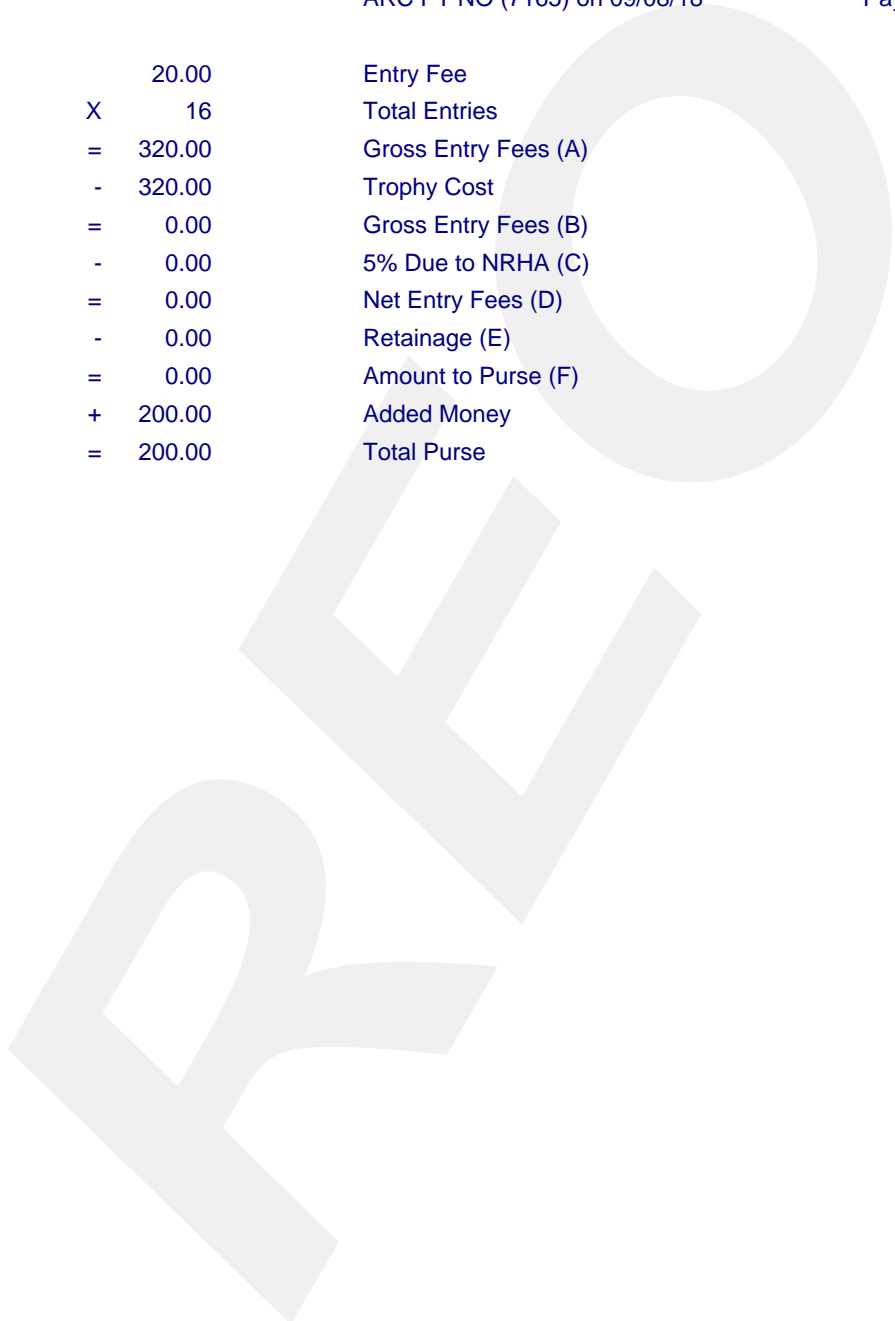 20.00 Entry Fee
X 16 Total Entries
= 320.00 Gross Entry Fees (A)
- 320.00 Trophy Cost
= 0.00 Gross Entry Fees (B)
- 0.00 5% Due to NRHA (C)
= 0.00 Net Entry Fees (D)
- 0.00 Retainage (E)
= 0.00 Amount to Purse (F)
+ 200.00 Added Money
= 200.00 Total Purse
REO